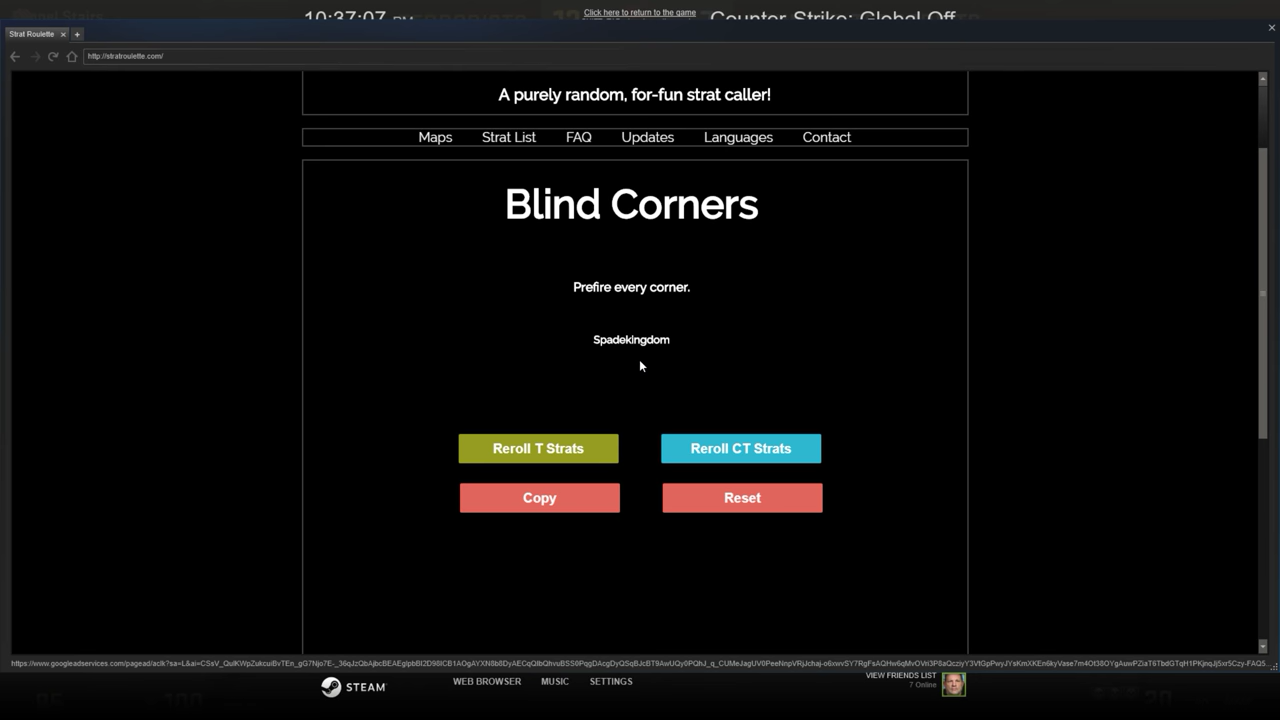 10:37:07 PM
Click here to return to the game
Counter Strike: Global Off
Strat Roulette
http://stratroulette.com/
A purely random, for-fun strat caller!
Maps Strat List FAQ Updates Languages Contact
Blind Corners
Prefire every corner.
Spadekingdom
Reroll T Strats Reroll CT Strats
Copy Reset
STEAM
WEB BROWSER MUSIC SETTINGS
VIEW FRIENDS LIST
7 Online